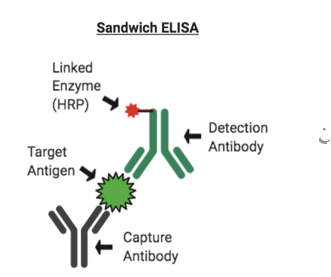 Sandwich ELISA
Linked
Enzyme
(HRP)
Detection
Antibody
Target
Antigen
Capture
Antibody